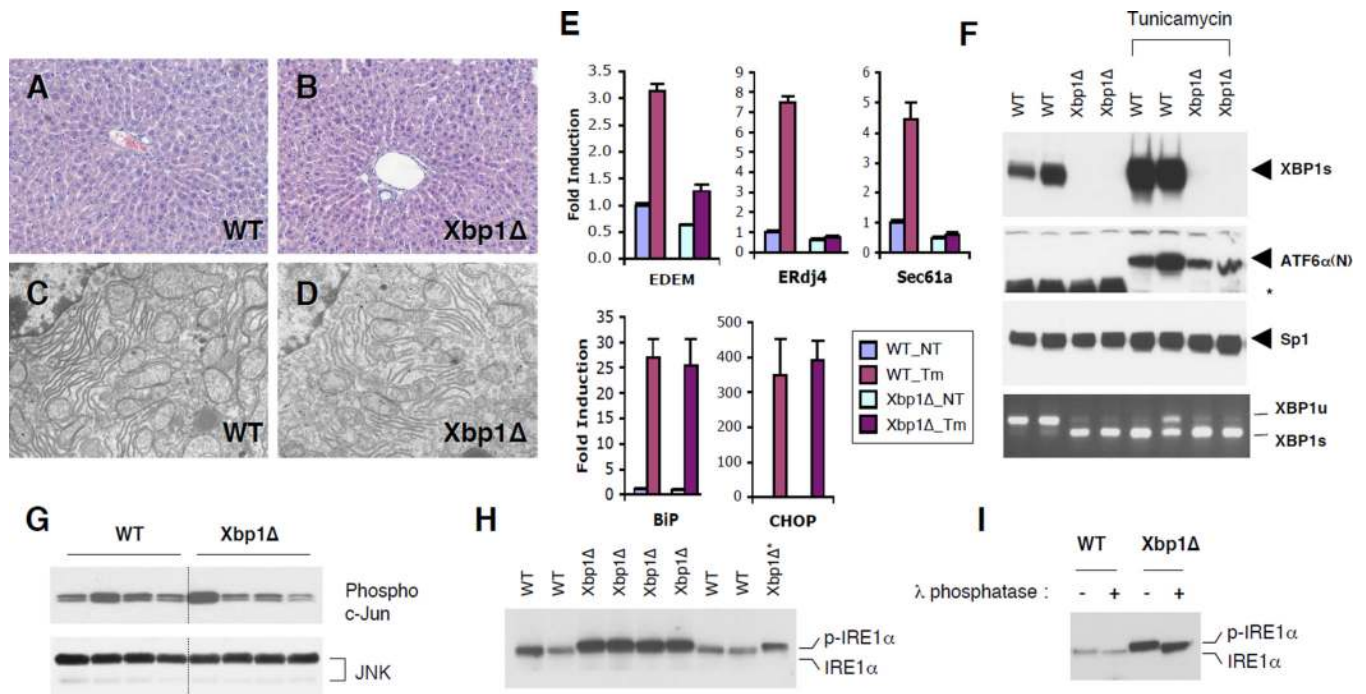 A
WT
B
Xbp1Δ
C
WT
D
Xbp1Δ
E
Fold Induction
3.5
3.0
2.5
2.0
1.5
1.0
0.5
0.0
EDEM
9
8
7
6
5
4
3
2
1
0
ERdj4
6
5
4
3
2
1
0
Sec61a
Fold Induction
35
30
25
20
15
10
5
0
BiP
500
400
300
200
100
0
CHOP
WT_NT
WT_Tm
Xbp1Δ_NT
Xbp1Δ_Tm
F
Tunicamycin
WT WT Xbp1Δ Xbp1Δ WT WT Xbp1Δ Xbp1Δ
XBP1s
ATF6α(N)
*
Sp1
XBP1u
XBP1s
G
WT Xbp1Δ
Phospho
c-Jun
JNK
H
WT WT Xbp1Δ Xbp1Δ Xbp1Δ Xbp1Δ WT WT Xbp1Δ*
p-IRE1α
IRE1α
I
WT Xbp1Δ
λ phosphatase : - + - +
p-IRE1α
IRE1α